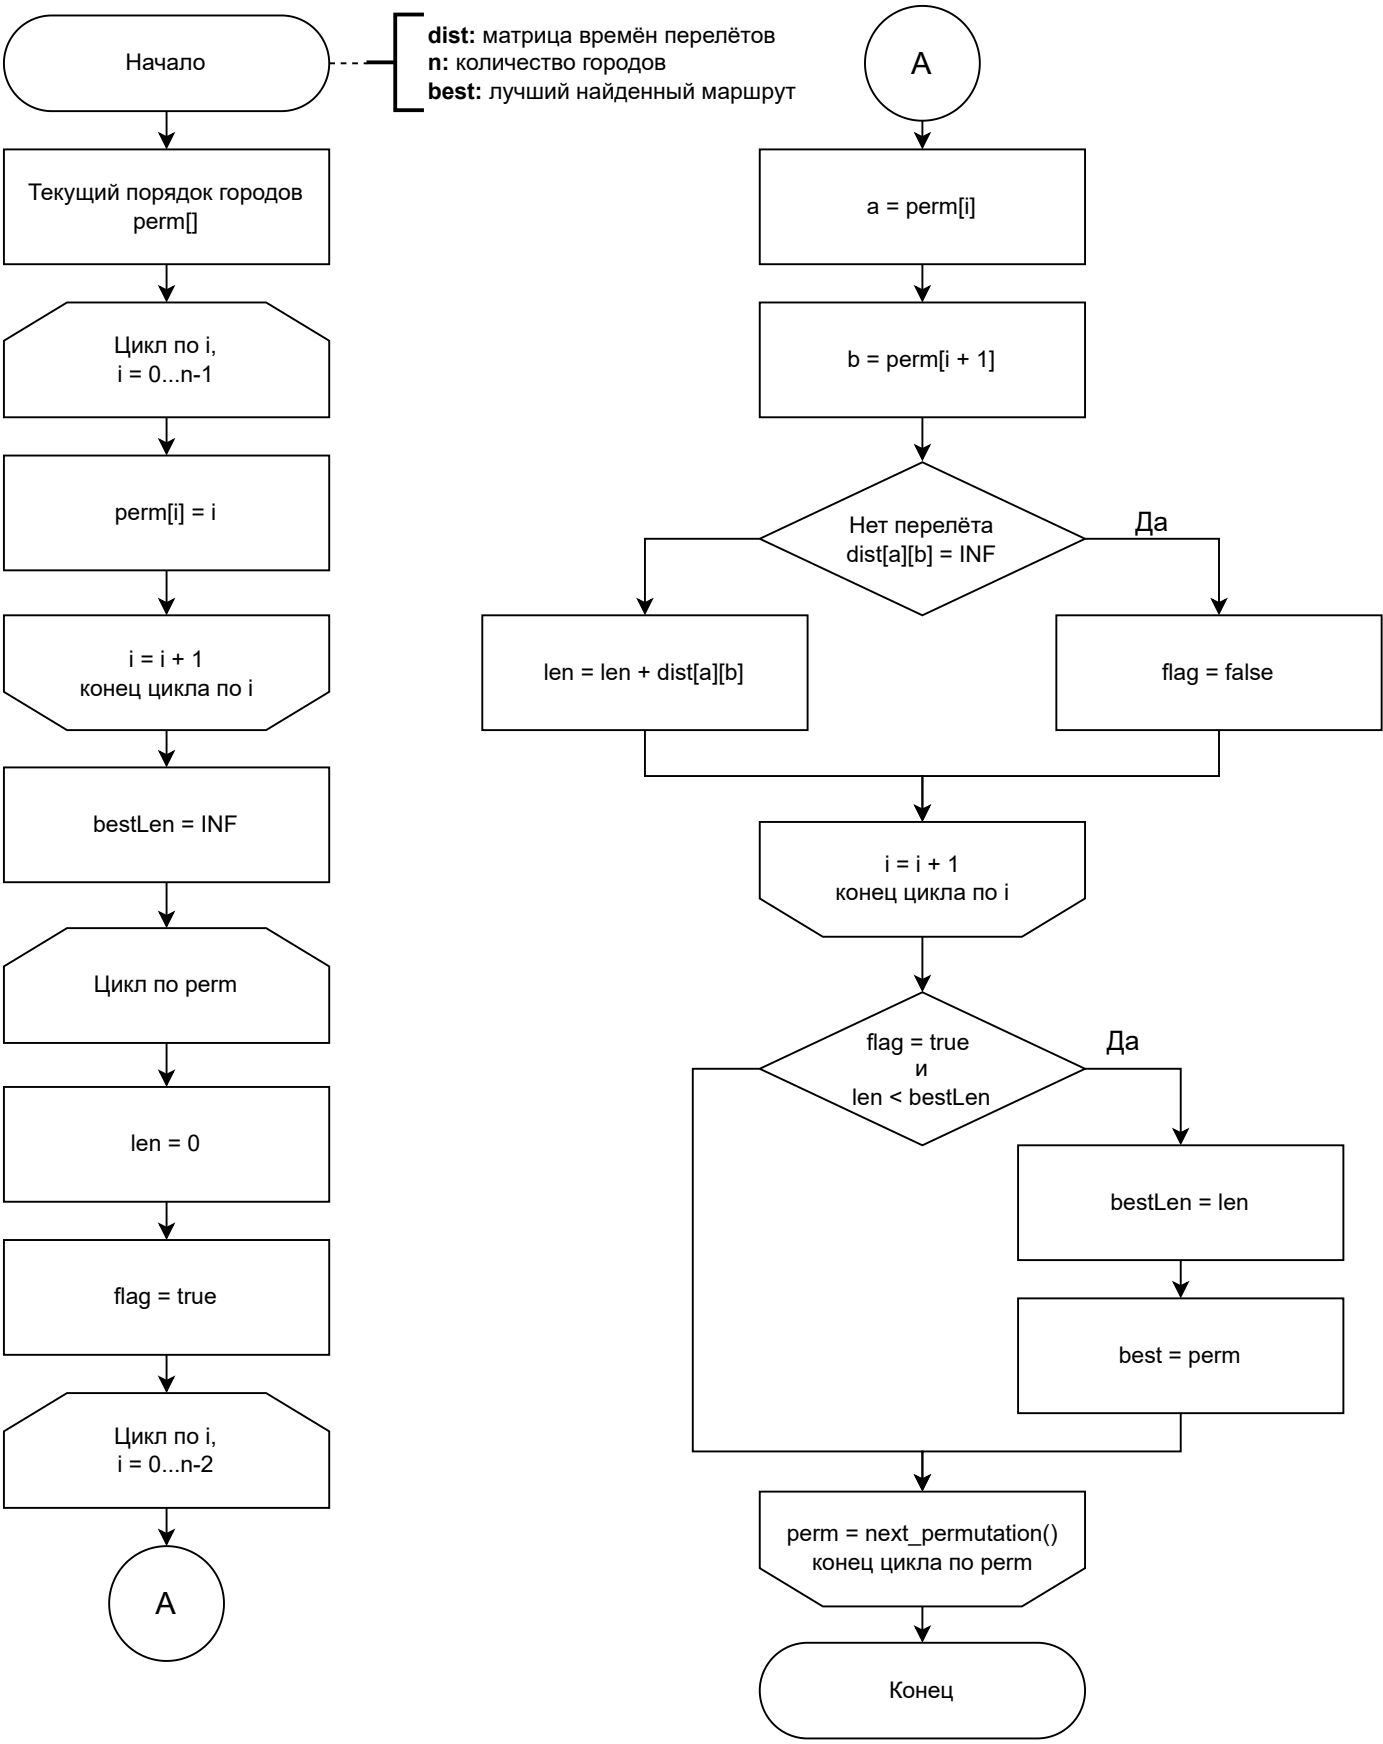 Начало
dist: матрица времён перелётов
n: количество городов
best: лучший найденный маршрут
Текущий порядок городов
perm[]
Цикл по i,
i = 0...n-1
perm[i] = i
i = i + 1
конец цикла по i
bestLen = INF
Цикл по perm
len = 0
flag = true
Цикл по i,
i = 0...n-2
A
A
a = perm[i]
b = perm[i + 1]
Нет перелёта
dist[a][b] = INF
Да
len = len + dist[a][b]
flag = false
i = i + 1
конец цикла по i
flag = true
и
len < bestLen
Да
bestLen = len
best = perm
perm = next_permutation()
конец цикла по perm
Конец